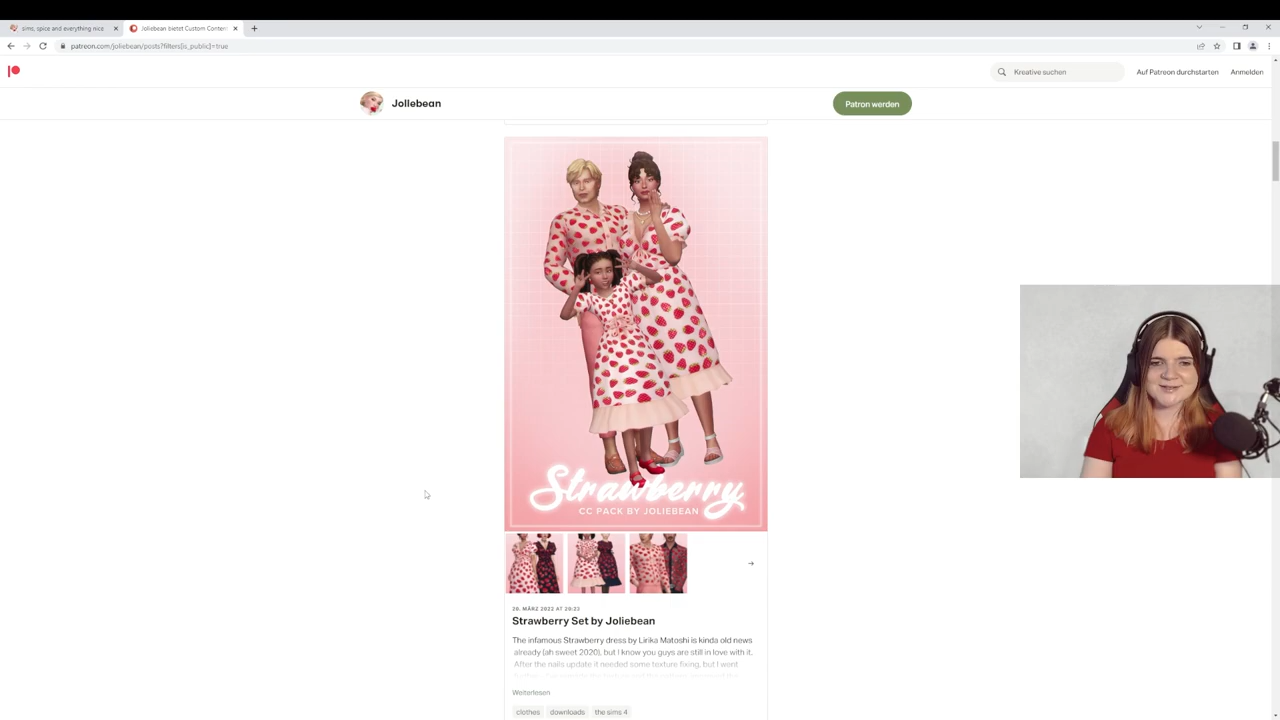 sims, spice and everything nice
Joliebean bietet Custom Conten
patreon.com/joliebean/posts?filters[is_public]=true
Kreative suchen
Auf Patreon durchstarten
Anmelden
Joliebean
Patron werden
Strawberry
CC PACK BY JOLIEBEAN
20. MÄRZ 2022 AT 20:23
Strawberry Set by Joliebean
The infamous Strawberry dress by Lirika Matoshi is kinda old news
already (ah sweet 2020), but I know you guys are still in love with it.
After the nails update it needed some texture fixing, but I went
Weiterlesen
clothes
downloads
the sims 4